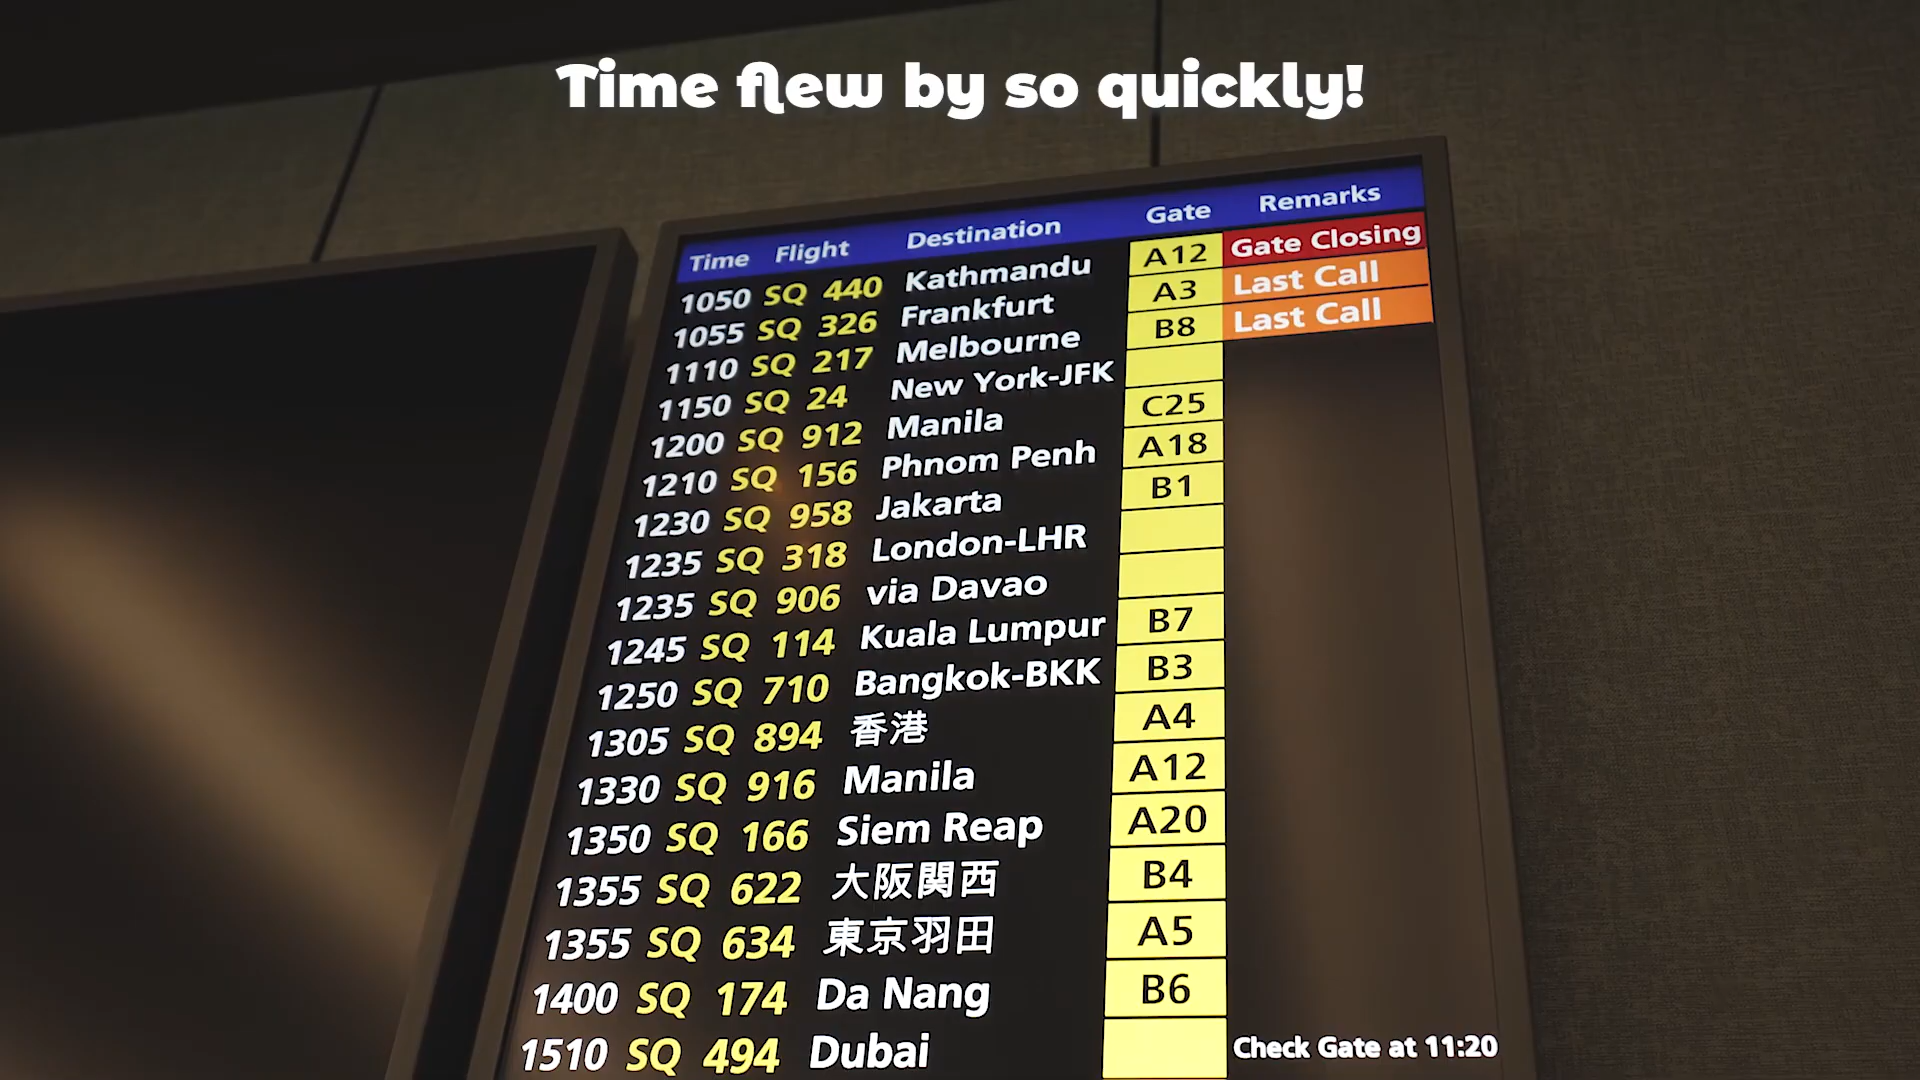 Time flew by so quickly!
Time Flight Destination Gate Remarks
1050 SQ 440 Kathmandu A12 Gate Closing
1055 SQ 326 Frankfurt A3 Last Call
1110 SQ 217 Melbourne B8 Last Call
1150 SQ 24 New York-JFK
1200 SQ 912 Manila C25
1210 SQ 156 Phnom Penh A18
1230 SQ 958 Jakarta B1
1235 SQ 318 London-LHR
1235 SQ 906 via Davao
1245 SQ 114 Kuala Lumpur B7
1250 SQ 710 Bangkok-BKK B3
1305 SQ 894 香港 A4
1330 SQ 916 Manila A12
1350 SQ 166 Siem Reap A20
1355 SQ 622 大阪関西 B4
1355 SQ 634 東京羽田 A5
1400 SQ 174 Da Nang B6
1510 SQ 494 Dubai Check Gate at 11:20